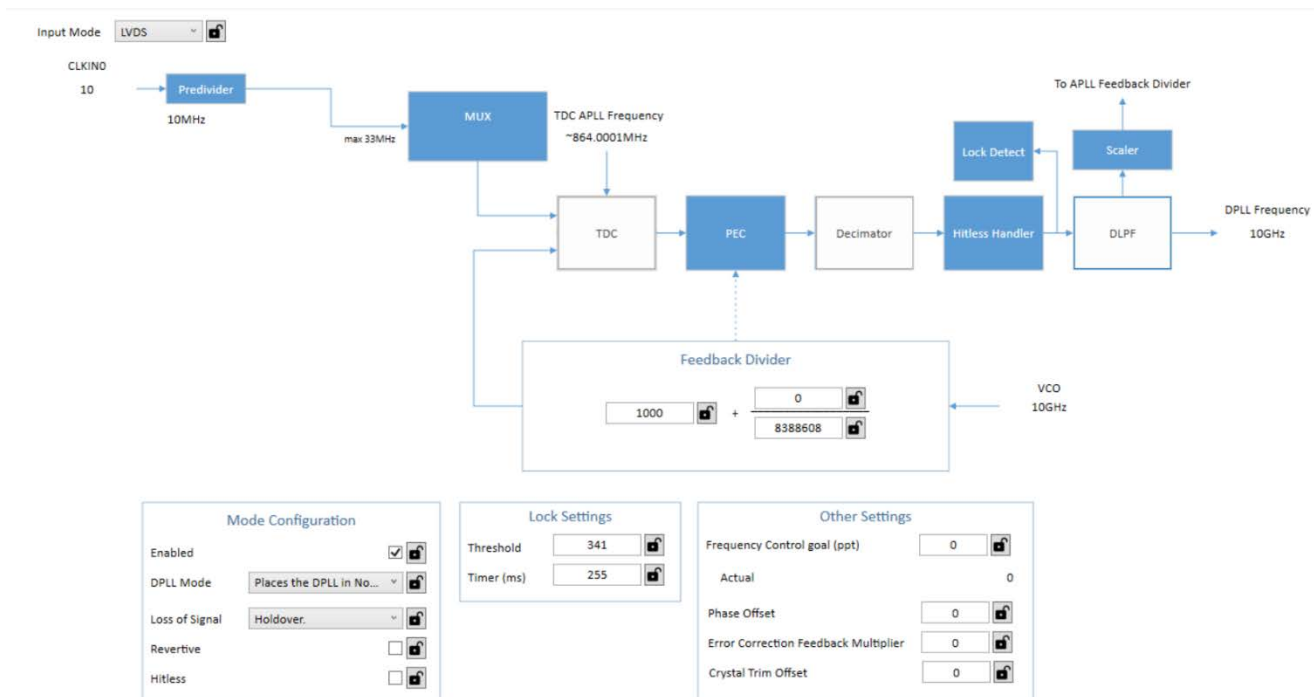 Input Mode LVDS
CLKIN0
10
Predivider
10MHz
max 33MHz
MUX
TDC APLL Frequency
~864.0001MHz
To APLL Feedback Divider
Lock Detect
Scaler
TDC
PEC
Decimator
Hitless Handler
DLPF
DPLL Frequency
10GHz
Feedback Divider
1000 + 0
8388608
VCO
10GHz
Mode Configuration
Enabled
DPLL Mode Places the DPLL in No...
Loss of Signal Holdover.
Revertive
Hitless
Lock Settings
Threshold 341
Timer (ms) 255
Other Settings
Frequency Control goal (ppt) 0
Actual 0
Phase Offset 0
Error Correction Feedback Multiplier 0
Crystal Trim Offset 0